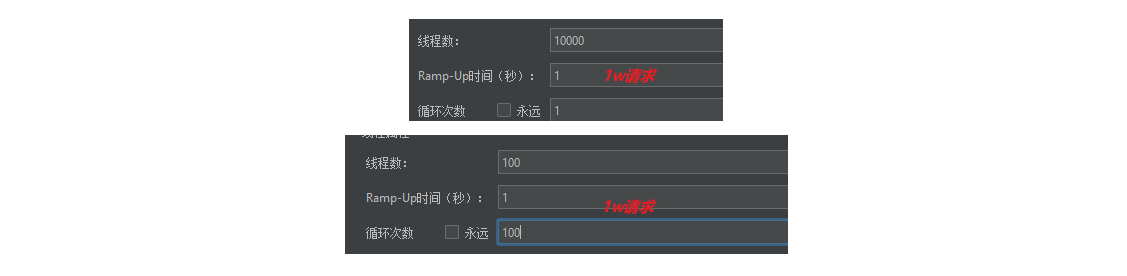 线程数： 10000
Ramp-Up时间（秒）： 1 1w请求
循环次数 永远 1
线程数： 100
Ramp-Up时间（秒）： 1
1w请求
循环次数 永远 100